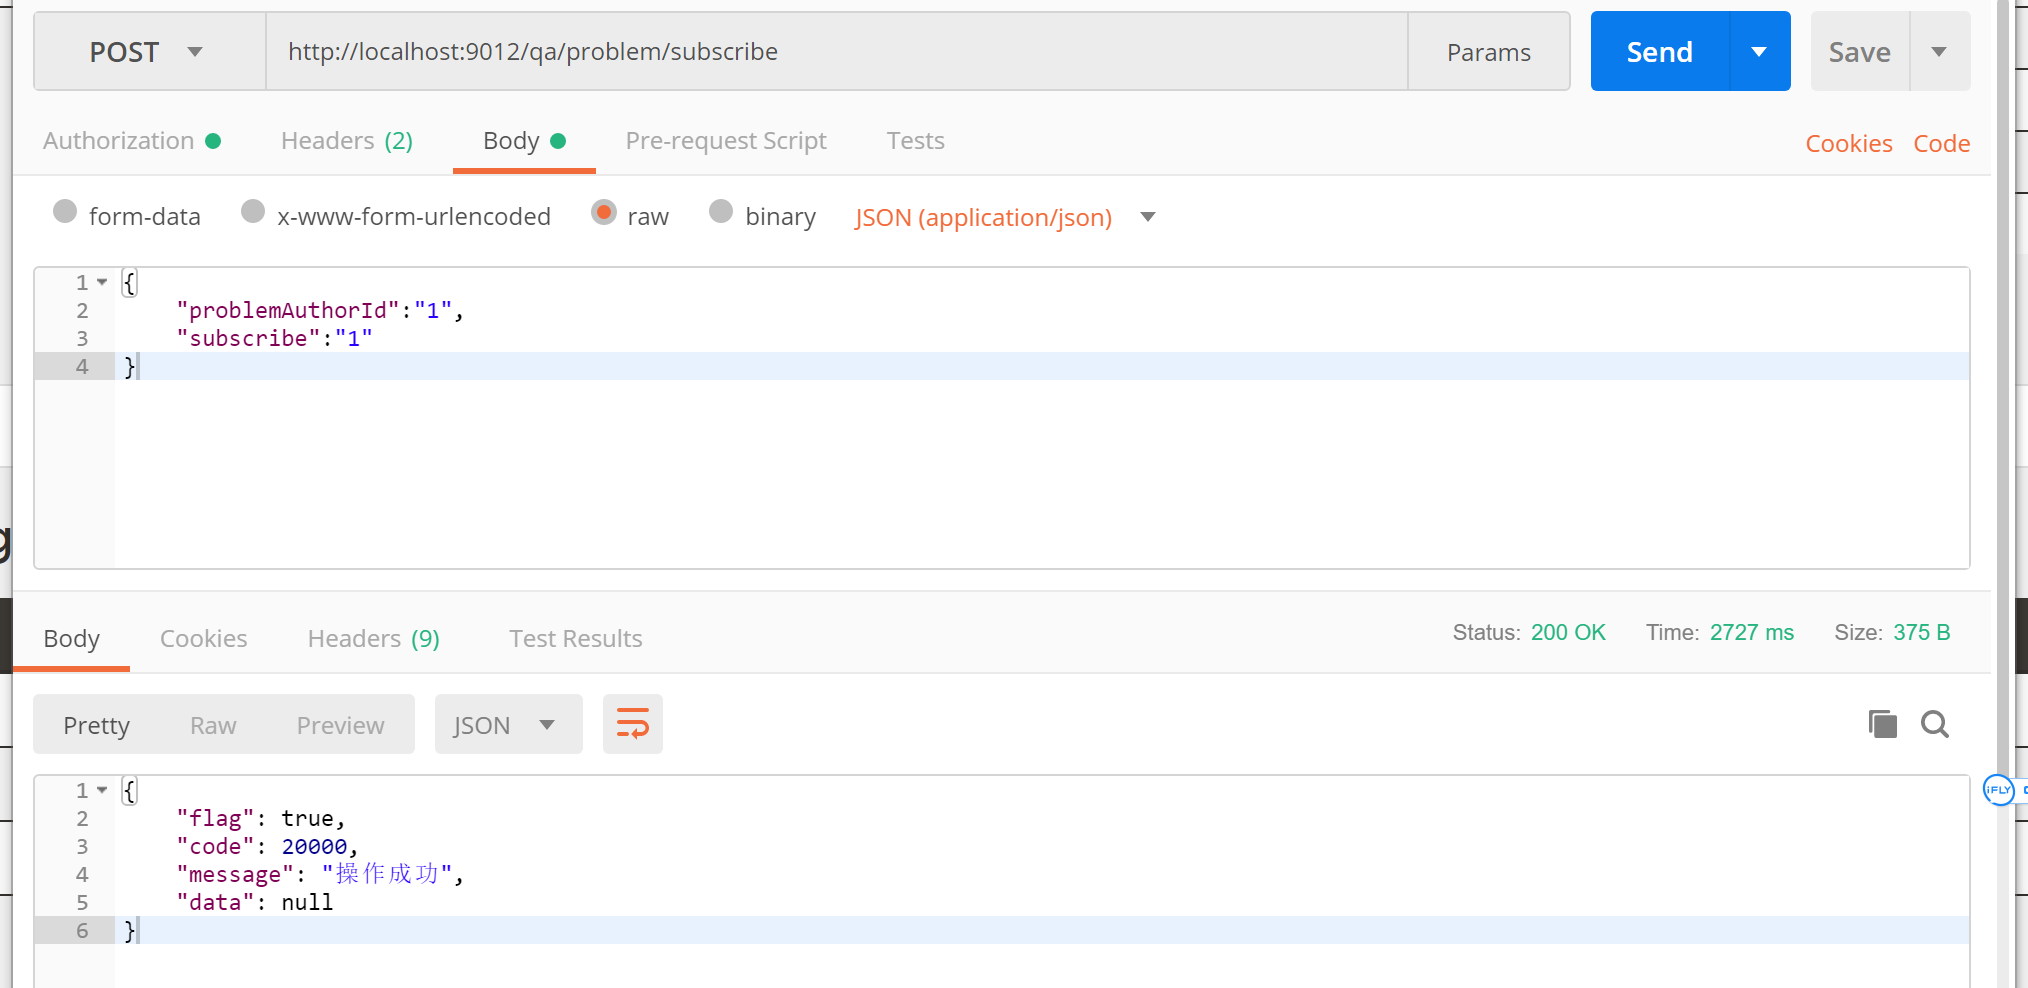 POST http://localhost:9012/qa/problem/subscribe Params Send Save
Authorization Headers (2) Body Pre-request Script Tests Cookies Code
form-data x-www-form-urlencoded raw binary JSON (application/json)
1 {
2 "problemAuthorId":"1",
3 "subscribe":"1"
4 }
Body Cookies Headers (9) Test Results Status: 200 OK Time: 2727 ms Size: 375 B
Pretty Raw Preview JSON
1 {
2 "flag": true,
3 "code": 20000,
4 "message": "操作成功",
5 "data": null
6 }
iFLY
g